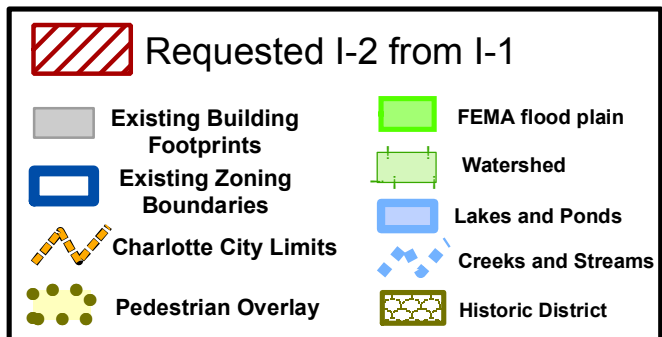 Requested I-2 from I-1
Existing Building
Footprints
Existing Zoning
Boundaries
Charlotte City Limits
Pedestrian Overlay
FEMA flood plain
Watershed
Lakes and Ponds
Creeks and Streams
Historic District